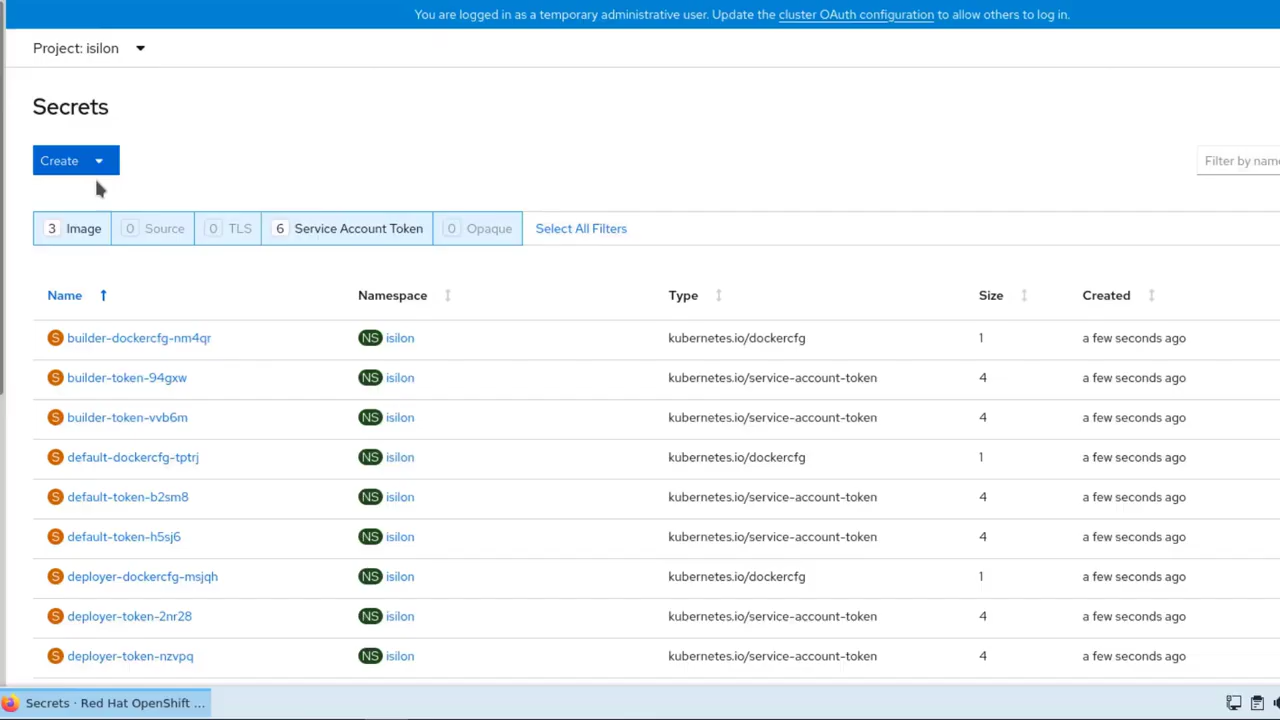 You are logged in as a temporary administrative user. Update the cluster OAuth configuration to allow others to log in.
Project: isilon
Secrets
Create
Filter by name
3 Image 0 Source 0 TLS 6 Service Account Token 0 Opaque Select All Filters
Name Namespace Type Size Created
S builder-dockercfg-nm4qr NS isilon kubernetes.io/dockercfg 1 a few seconds ago
S builder-token-94gxw NS isilon kubernetes.io/service-account-token 4 a few seconds ago
S builder-token-vvb6m NS isilon kubernetes.io/service-account-token 4 a few seconds ago
S default-dockercfg-tptrj NS isilon kubernetes.io/dockercfg 1 a few seconds ago
S default-token-b2sm8 NS isilon kubernetes.io/service-account-token 4 a few seconds ago
S default-token-h5sj6 NS isilon kubernetes.io/service-account-token 4 a few seconds ago
S deployer-dockercfg-msjqh NS isilon kubernetes.io/dockercfg 1 a few seconds ago
S deployer-token-2nr28 NS isilon kubernetes.io/service-account-token 4 a few seconds ago
S deployer-token-nzvpq NS isilon kubernetes.io/service-account-token 4 a few seconds ago
Secrets · Red Hat OpenShift ...